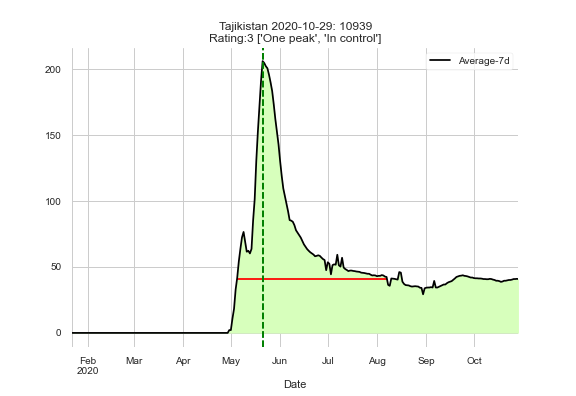 Tajikistan 2020-10-29: 10939
Rating:3 ['One peak', 'In control']
Average-7d
200
150
100
50
0
Feb Mar Apr May Jun Jul Aug Sep Oct
2020
Date